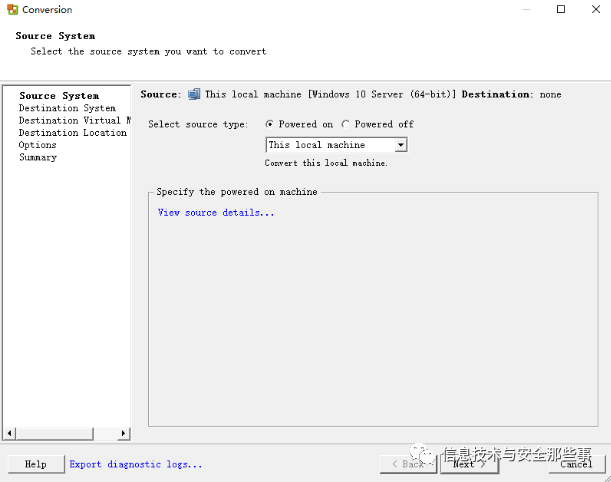 Conversion
Source System
Select the source system you want to convert
Source System
Destination System
Destination Virtual M
Destination Location
Options
Summary
Source: This local machine [Windows 10 Server (64-bit)] Destination: none
Select source type: Powered on Powered off
This local machine
Convert this local machine.
Specify the powered on machine
View source details...
Help Export diagnostic logs... < Back Next > Cancel
信息技术与安全那些事